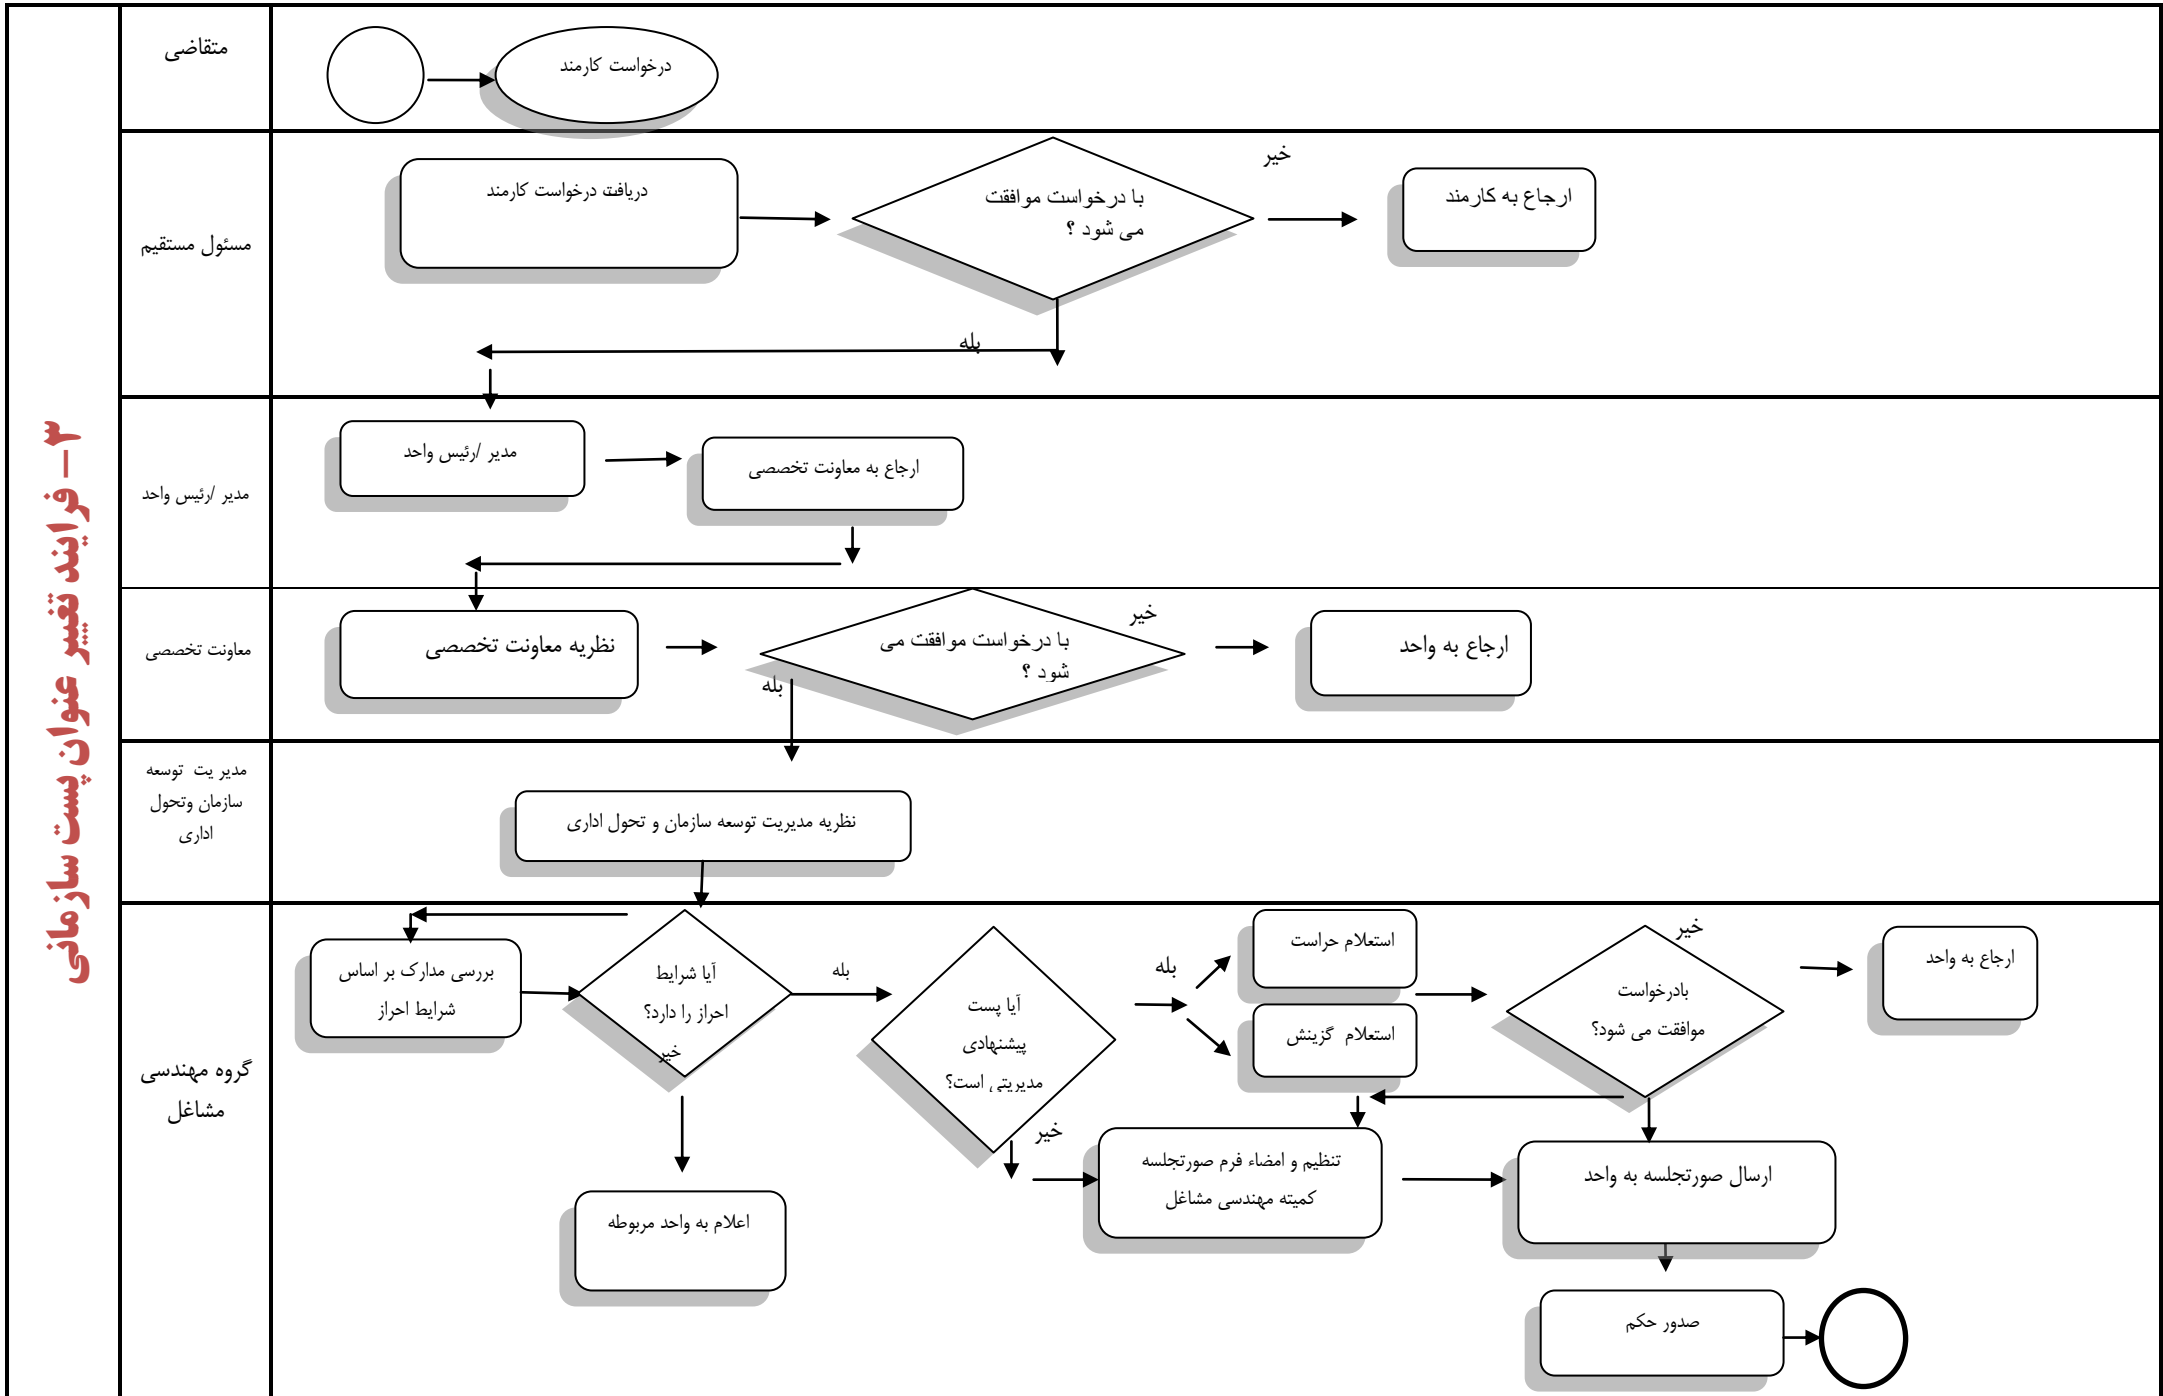 ۳– فرایند تغییر عنوان پست سازمانی
متقاضی
درخواست کارمند
مسئول مستقیم
دریافت درخواست کارمند
با درخواست موافقت
می شود ؟
خیر
ارجاع به کارمند
بله
مدیر /رئیس واحد
مدیر /رئیس واحد
ارجاع به معاونت تخصصی
معاونت تخصصی
نظریه معاونت تخصصی
با درخواست موافقت می
شود ؟
خیر
ارجاع به واحد
بله
مدیر یت توسعه
سازمان وتحول
اداری
نظریه مدیریت توسعه سازمان و تحول اداری
گروه مهندسی
مشاغل
بررسی مدارک بر اساس
شرایط احراز
آیا شرایط
احراز را دارد؟
خیر
بله
اعلام به واحد مربوطه
آیا پست
پیشنهادی
مدیریتی است؟
بله
خیر
استعلام حراست
استعلام گزینش
بادرخواست
موافقت می شود؟
خیر
ارجاع به واحد
تنظیم و امضاء فرم صورتجلسه
کمیته مهندسی مشاغل
ارسال صورتجلسه به واحد
صدور حکم